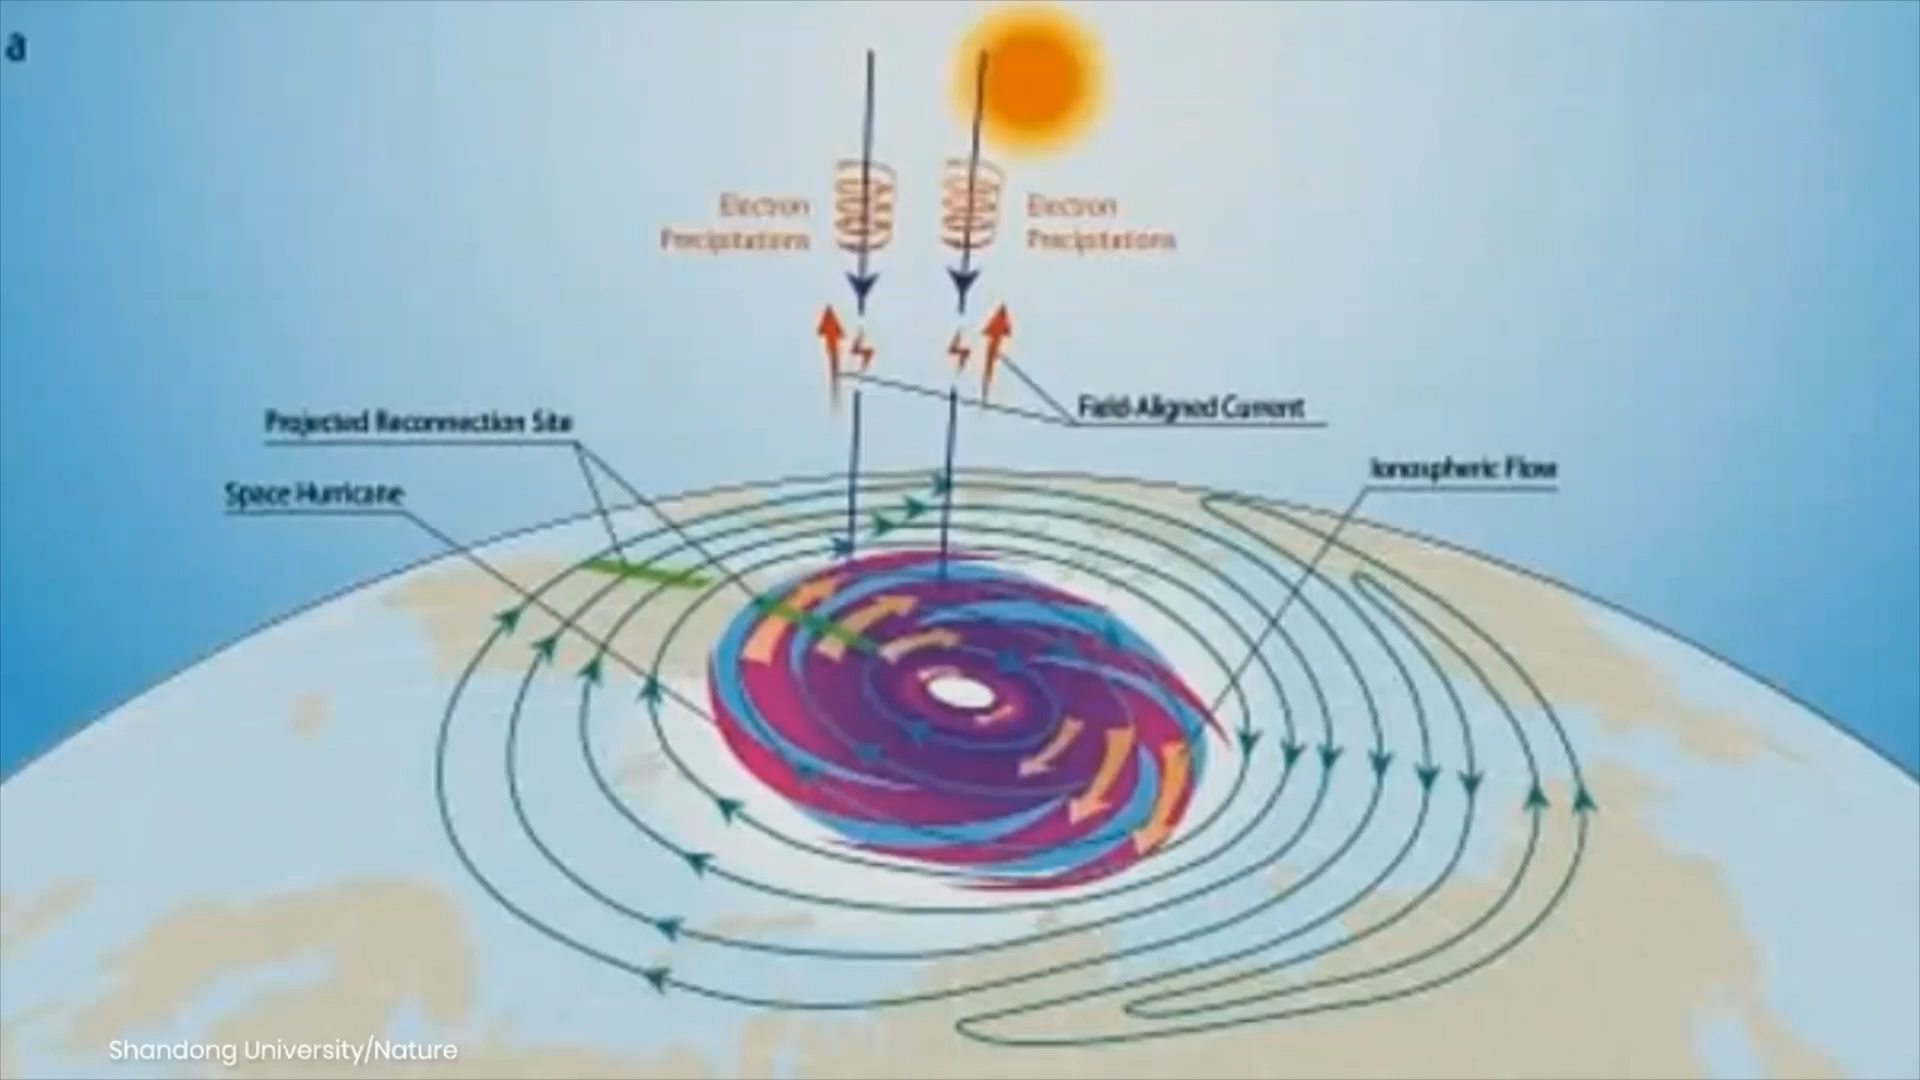 a
Electron
Precipitations
Electron
Precipitations
Field-Aligned Current
Projected Reconnection Site
Ionospheric Flow
Space Hurricane
Shandong University/Nature